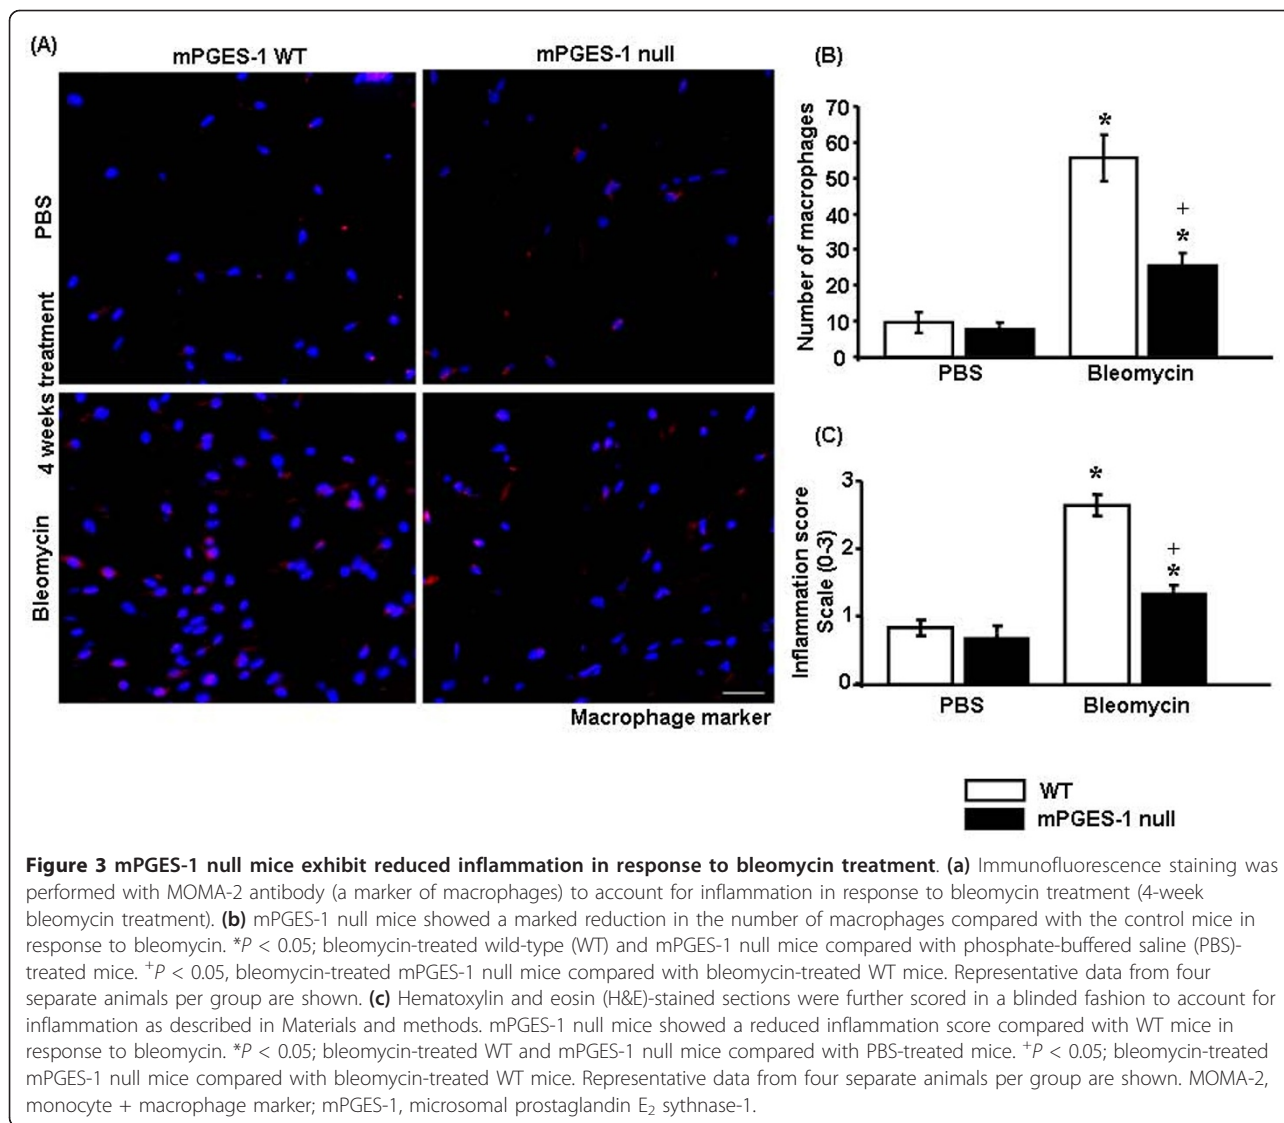 (A)
mPGES-1 WT
mPGES-1 null
PBS
4 weeks treatment
Bleomycin
Macrophage marker
(B)
Number of macrophages
70
60
50
40
30
20
10
0
*
+
*
PBS
Bleomycin
(C)
Inflammation score
Scale (0-3)
3
2
1
0
*
+
*
PBS
Bleomycin
WT
mPGES-1 null
Figure 3 mPGES-1 null mice exhibit reduced inflammation in response to bleomycin treatment. (a) Immunofluorescence staining was
performed with MOMA-2 antibody (a marker of macrophages) to account for inflammation in response to bleomycin treatment (4-week
bleomycin treatment). (b) mPGES-1 null mice showed a marked reduction in the number of macrophages compared with the control mice in
response to bleomycin. *P < 0.05; bleomycin-treated wild-type (WT) and mPGES-1 null mice compared with phosphate-buffered saline (PBS)-
treated mice. +P < 0.05, bleomycin-treated mPGES-1 null mice compared with bleomycin-treated WT mice. Representative data from four
separate animals per group are shown. (c) Hematoxylin and eosin (H&E)-stained sections were further scored in a blinded fashion to account for
inflammation as described in Materials and methods. mPGES-1 null mice showed a reduced inflammation score compared with WT mice in
response to bleomycin. *P < 0.05; bleomycin-treated WT and mPGES-1 null mice compared with PBS-treated mice. +P < 0.05; bleomycin-treated
mPGES-1 null mice compared with bleomycin-treated WT mice. Representative data from four separate animals per group are shown. MOMA-2,
monocyte + macrophage marker; mPGES-1, microsomal prostaglandin E2 sythnase-1.